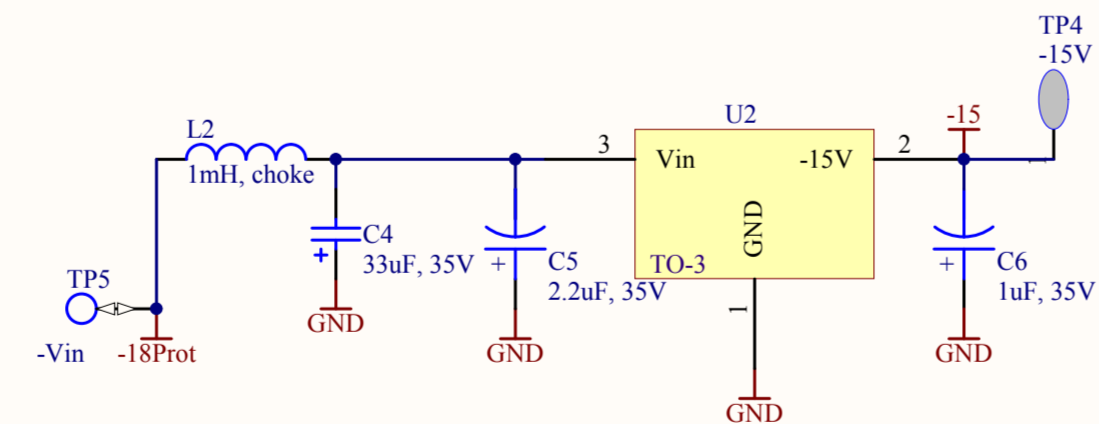 TP4
-15V
L2
1mH, choke
U2
-15
3
Vin
-15V
2
1
GND
TO-3
C4
33uF, 35V
+
C5
2.2uF, 35V
+
C6
1uF, 35V
+
TP5
-Vin
-18Prot
GND
GND
1
GND
GND